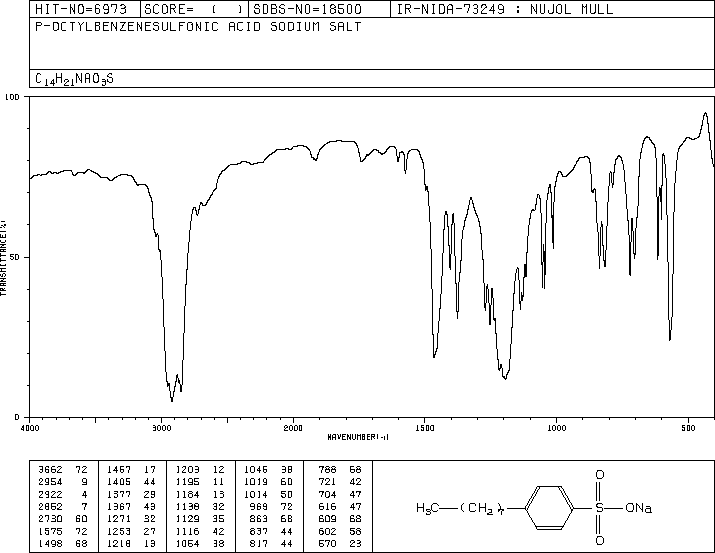 HIT-NO=6973 SCORE= ( ) SDBS-NO=18500 IR-NIDA-73249 : NUJOL MULL
P-OCTYLBENZENESULFONIC ACID SODIUM SALT
C14H21NAO3S
100
50
0
TRANSMITTANCE(%)
4000 3000 2000 1500 1000 500
WAVENUMBER(-1)
3662 72 1467 17 1203 12 1046 38 788 68
2954 9 1405 44 1195 11 1019 60 721 42
2922 4 1377 29 1184 13 1014 50 704 47
2852 7 1367 49 1138 32 969 72 616 47
2730 60 1271 32 1129 35 863 68 609 68
1575 72 1253 27 1116 42 837 44 602 58
1498 68 1218 13 1054 38 817 44 570 23
O
H3C (CH2)7 S ONa
O